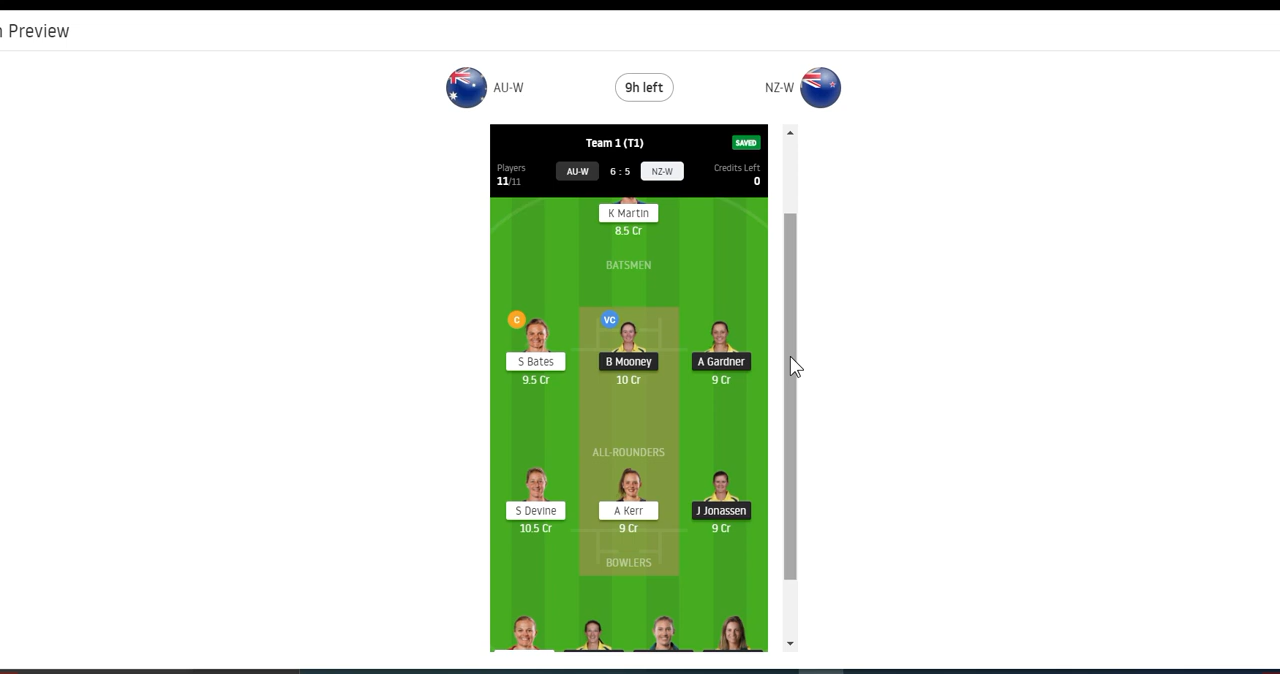 Preview
AU-W
9h left
NZ-W
Team 1 (T1)
SAVED
Players
11/11
AU-W
6 : 5
NZ-W
Credits Left
0
K Martin
8.5 Cr
BATSMEN
C
VC
S Bates
B Mooney
A Gardner
9.5 Cr
10 Cr
9 Cr
ALL-ROUNDERS
S Devine
A Kerr
J Jonassen
10.5 Cr
9 Cr
9 Cr
BOWLERS